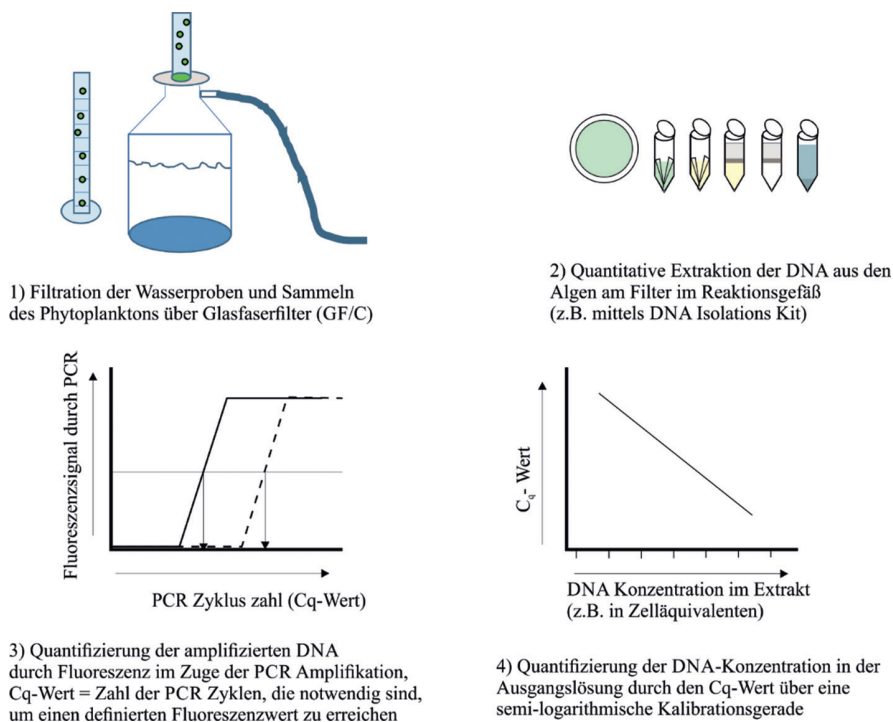 1) Filtration der Wasserproben und Sammeln
des Phytoplanktons über Glasfaserfilter (GF/C)
2) Quantitative Extraktion der DNA aus den
Algen am Filter im Reaktionsgefäß
(z.B. mittels DNA Isolations Kit)
Fluoreszenzsignal durch PCR
PCR Zyklus zahl (Cq-Wert)
3) Quantifizierung der amplifizierten DNA
durch Fluoreszenz im Zuge der PCR Amplifikation,
Cq-Wert = Zahl der PCR Zyklen, die notwendig sind,
um einen definierten Fluoreszenzwert zu erreichen
Cq- Wert
DNA Konzentration im Extrakt
(z.B. in Zelläquivalenten)
4) Quantifizierung der DNA-Konzentration in der
Ausgangslösung durch den Cq-Wert über eine
semi-logarithmische Kalibrationsgerade